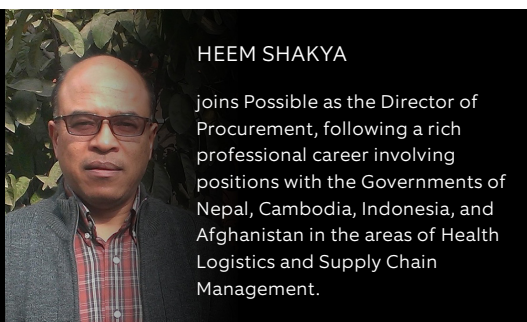 HEEM SHAKYA
joins Possible as the Director of
Procurement, following a rich
professional career involving
positions with the Governments of
Nepal, Cambodia, Indonesia, and
Afghanistan in the areas of Health
Logistics and Supply Chain
Management.